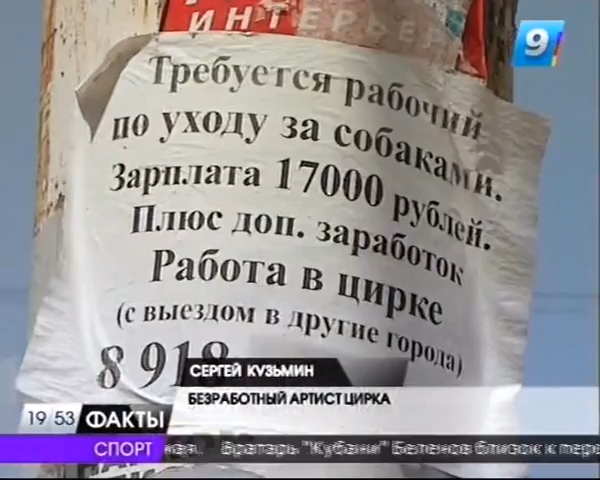 ИНТЕРЬЕР
9
Требуется рабочий
по уходу за собаками.
Зарплата 17000 рублей.
Плюс доп. заработок
Работа в цирке
(с выездом в другие города)
8 918
СЕРГЕЙ КУЗЬМИН
БЕЗРАБОТНЫЙ АРТИСТ ЦИРКА
19 53 ФАКТЫ
СПОРТ Вратарь "Кубани" Беленов близок к пере